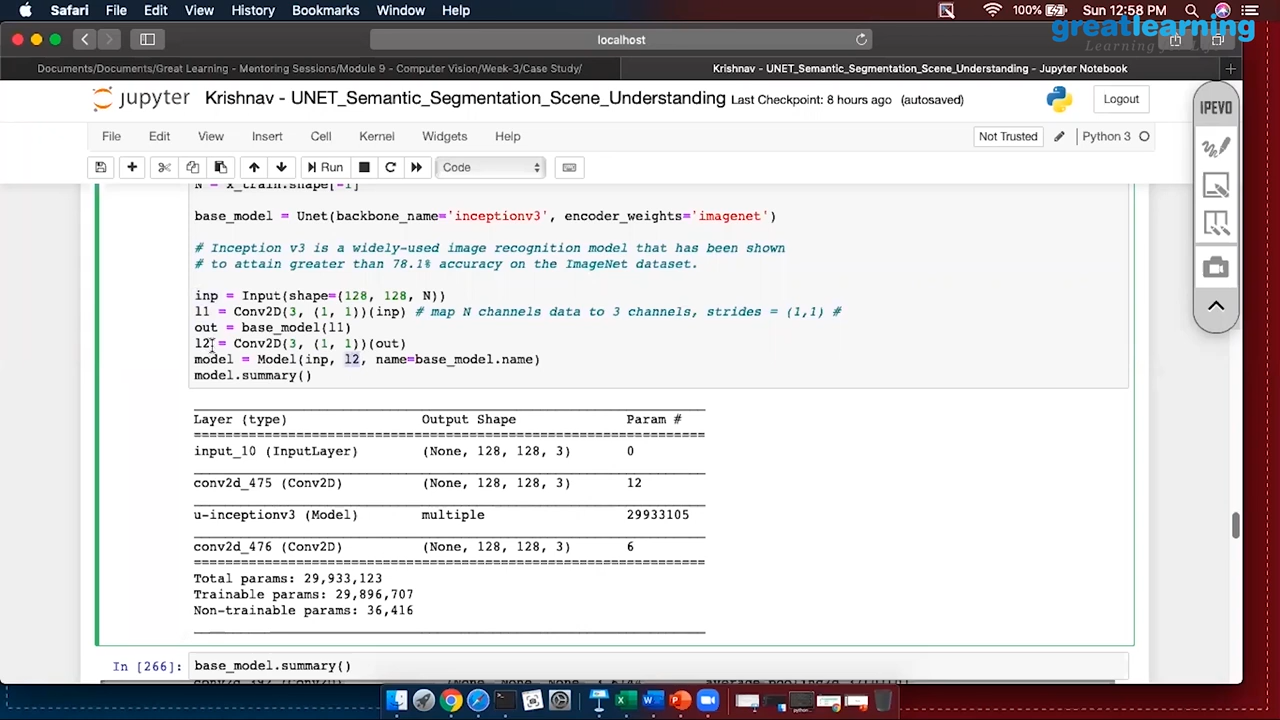 Safari File Edit View History Bookmarks Window Help 100% Sun 12:58 PM
greatlearning
Learning for Life
localhost
Documents/Documents/Great Learning - Mentoring Sessions/Module 9 - Computer Vision/Week-3/Case Study/
Krishnav - UNET_Semantic_Segmentation_Scene_Understanding - Jupyter Notebook
jupyter Krishnav - UNET_Semantic_Segmentation_Scene_Understanding Last Checkpoint: 8 hours ago (autosaved)
Logout
IPEVO
File Edit View Insert Cell Kernel Widgets Help
Not Trusted Python 3
Run Code
N = x_train.shape[-1]
base_model = Unet(backbone_name='inceptionv3', encoder_weights='imagenet')
# Inception v3 is a widely-used image recognition model that has been shown
# to attain greater than 78.1% accuracy on the ImageNet dataset.
inp = Input(shape=(128, 128, N))
l1 = Conv2D(3, (1, 1))(inp) # map N channels data to 3 channels, strides = (1,1) #
out = base_model(l1)
l2 = Conv2D(3, (1, 1))(out)
model = Model(inp, l2, name=base_model.name)
model.summary()
Layer (type) Output Shape Param #
input_10 (InputLayer) (None, 128, 128, 3) 0
conv2d_475 (Conv2D) (None, 128, 128, 3) 12
u-inceptionv3 (Model) multiple 29933105
conv2d_476 (Conv2D) (None, 128, 128, 3) 6
Total params: 29,933,123
Trainable params: 29,896,707
Non-trainable params: 36,416
In [266]: base_model.summary()